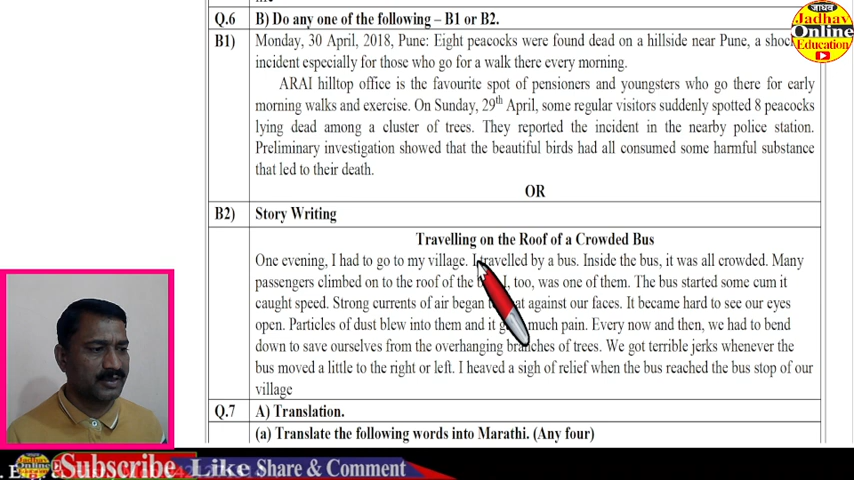 जाधव
Jadhav
Online
Education
Q.6 B) Do any one of the following – B1 or B2.
B1) Monday, 30 April, 2018, Pune: Eight peacocks were found dead on a hillside near Pune, a
incident especially for those who go for a walk there every morning.
ARAI hilltop office is the favourite spot of pensioners and youngsters who go there for early
morning walks and exercise. On Sunday, 29th April, some regular visitors suddenly spotted 8 peacocks
lying dead among a cluster of trees. They reported the incident in the nearby police station.
Preliminary investigation showed that the beautiful birds had all consumed some harmful substance
that led to their death.
OR
B2) Story Writing
Travelling on the Roof of a Crowded Bus
One evening, I had to go to my village. I travelled by a bus. Inside the bus, it was all crowded. Many
passengers climbed on to the roof of the I, too, was one of them. The bus started some cum it
caught speed. Strong currents of air began against our faces. It became hard to see our eyes
open. Particles of dust blew into them and it much pain. Every now and then, we had to bend
down to save ourselves from the overhanging branches of trees. We got terrible jerks whenever the
bus moved a little to the right or left. I heaved a sigh of relief when the bus reached the bus stop of our
village
Q.7 A) Translation.
(a) Translate the following words into Marathi. (Any four)
Subscribe Like Share & Comment